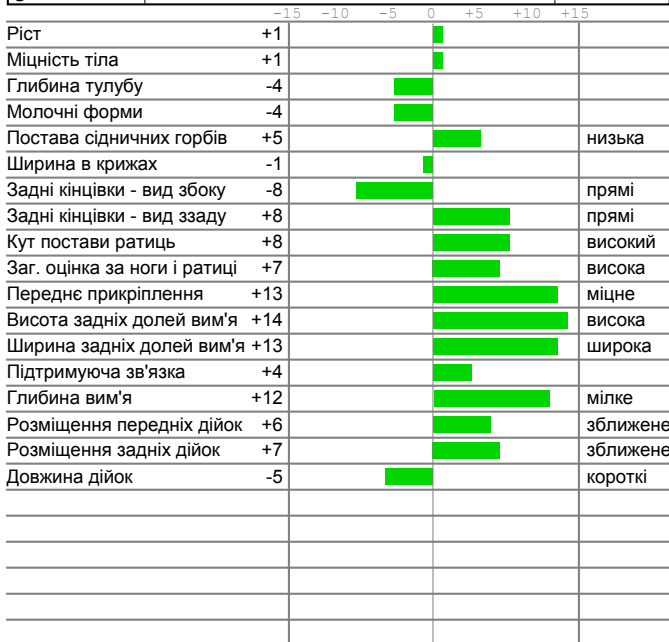 -15 -10 -5 0 +5 +10 +15
Ріст +1
Міцність тіла +1
Глибина тулубу -4
Молочні форми -4
Постава сідничних горбів +5 низька
Ширина в крижах -1
Задні кінцівки - вид збоку -8 прямі
Задні кінцівки - вид ззаду +8 прямі
Кут постави ратиць +8 високий
Заг. оцінка за ноги і ратиці +7 висока
Переднє прикріплення +13 міцне
Висота задніх долей вим'я +14 висока
Ширина задніх долей вим'я +13 широка
Підтримуюча зв'язка +4
Глибина вим'я +12 мілке
Розміщення передніх дійок +6 зближене
Розміщення задніх дійок +7 зближене
Довжина дійок -5 короткі